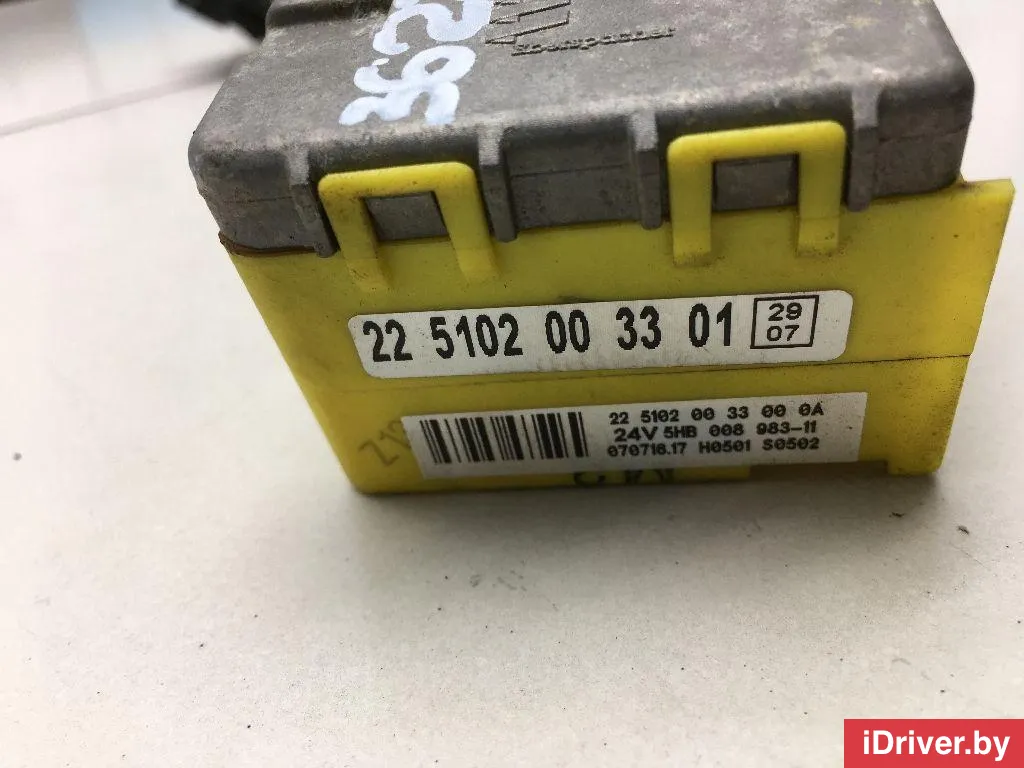 Eberspächer
22 5102 00 33 01
29
07
22 5102 00 33 00 0A
24V 5HB 008 983-11
070716.17 H0501 S0502
iDriver.by